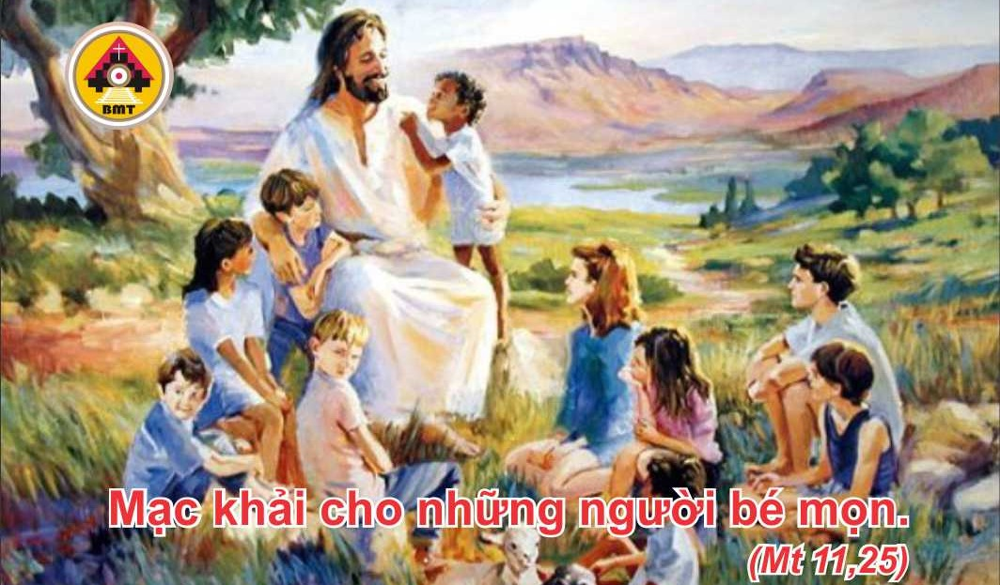 BMT
Mạc khải cho những người bé mọn.
(Mt 11,25)